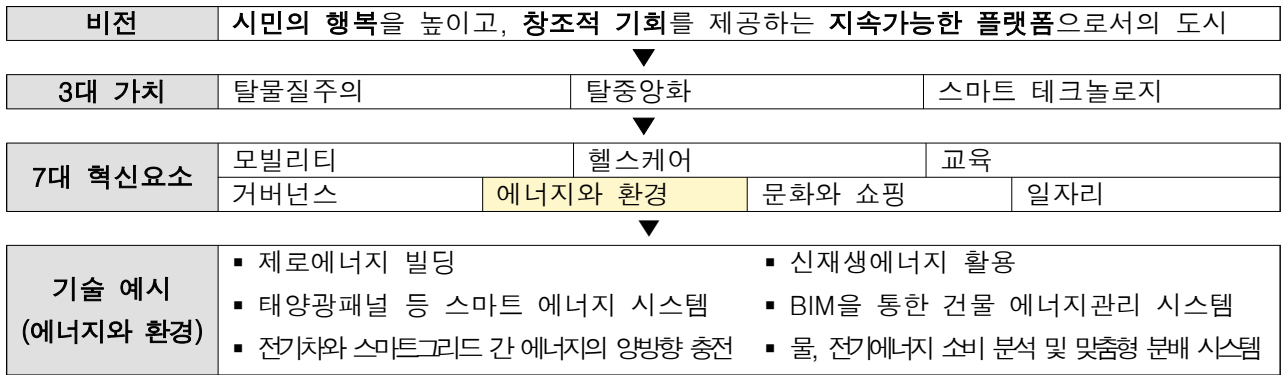 비전 시민의 행복을 높이고, 창조적 기회를 제공하는 지속가능한 플랫폼으로서의 도시
▼
3대 가치 탈물질주의 탈중앙화 스마트 테크놀로지
▼
7대 혁신요소 모빌리티 헬스케어 교육
거버넌스 에너지와 환경 문화와 쇼핑 일자리
▼
기술 예시
(에너지와 환경)
▪ 제로에너지 빌딩 ▪ 신재생에너지 활용
▪ 태양광패널 등 스마트 에너지 시스템 ▪ BIM을 통한 건물 에너지관리 시스템
▪ 전기차와 스마트그리드 간 에너지의 양방향 충전 ▪ 물, 전기에너지 소비 분석 및 맞춤형 분배 시스템